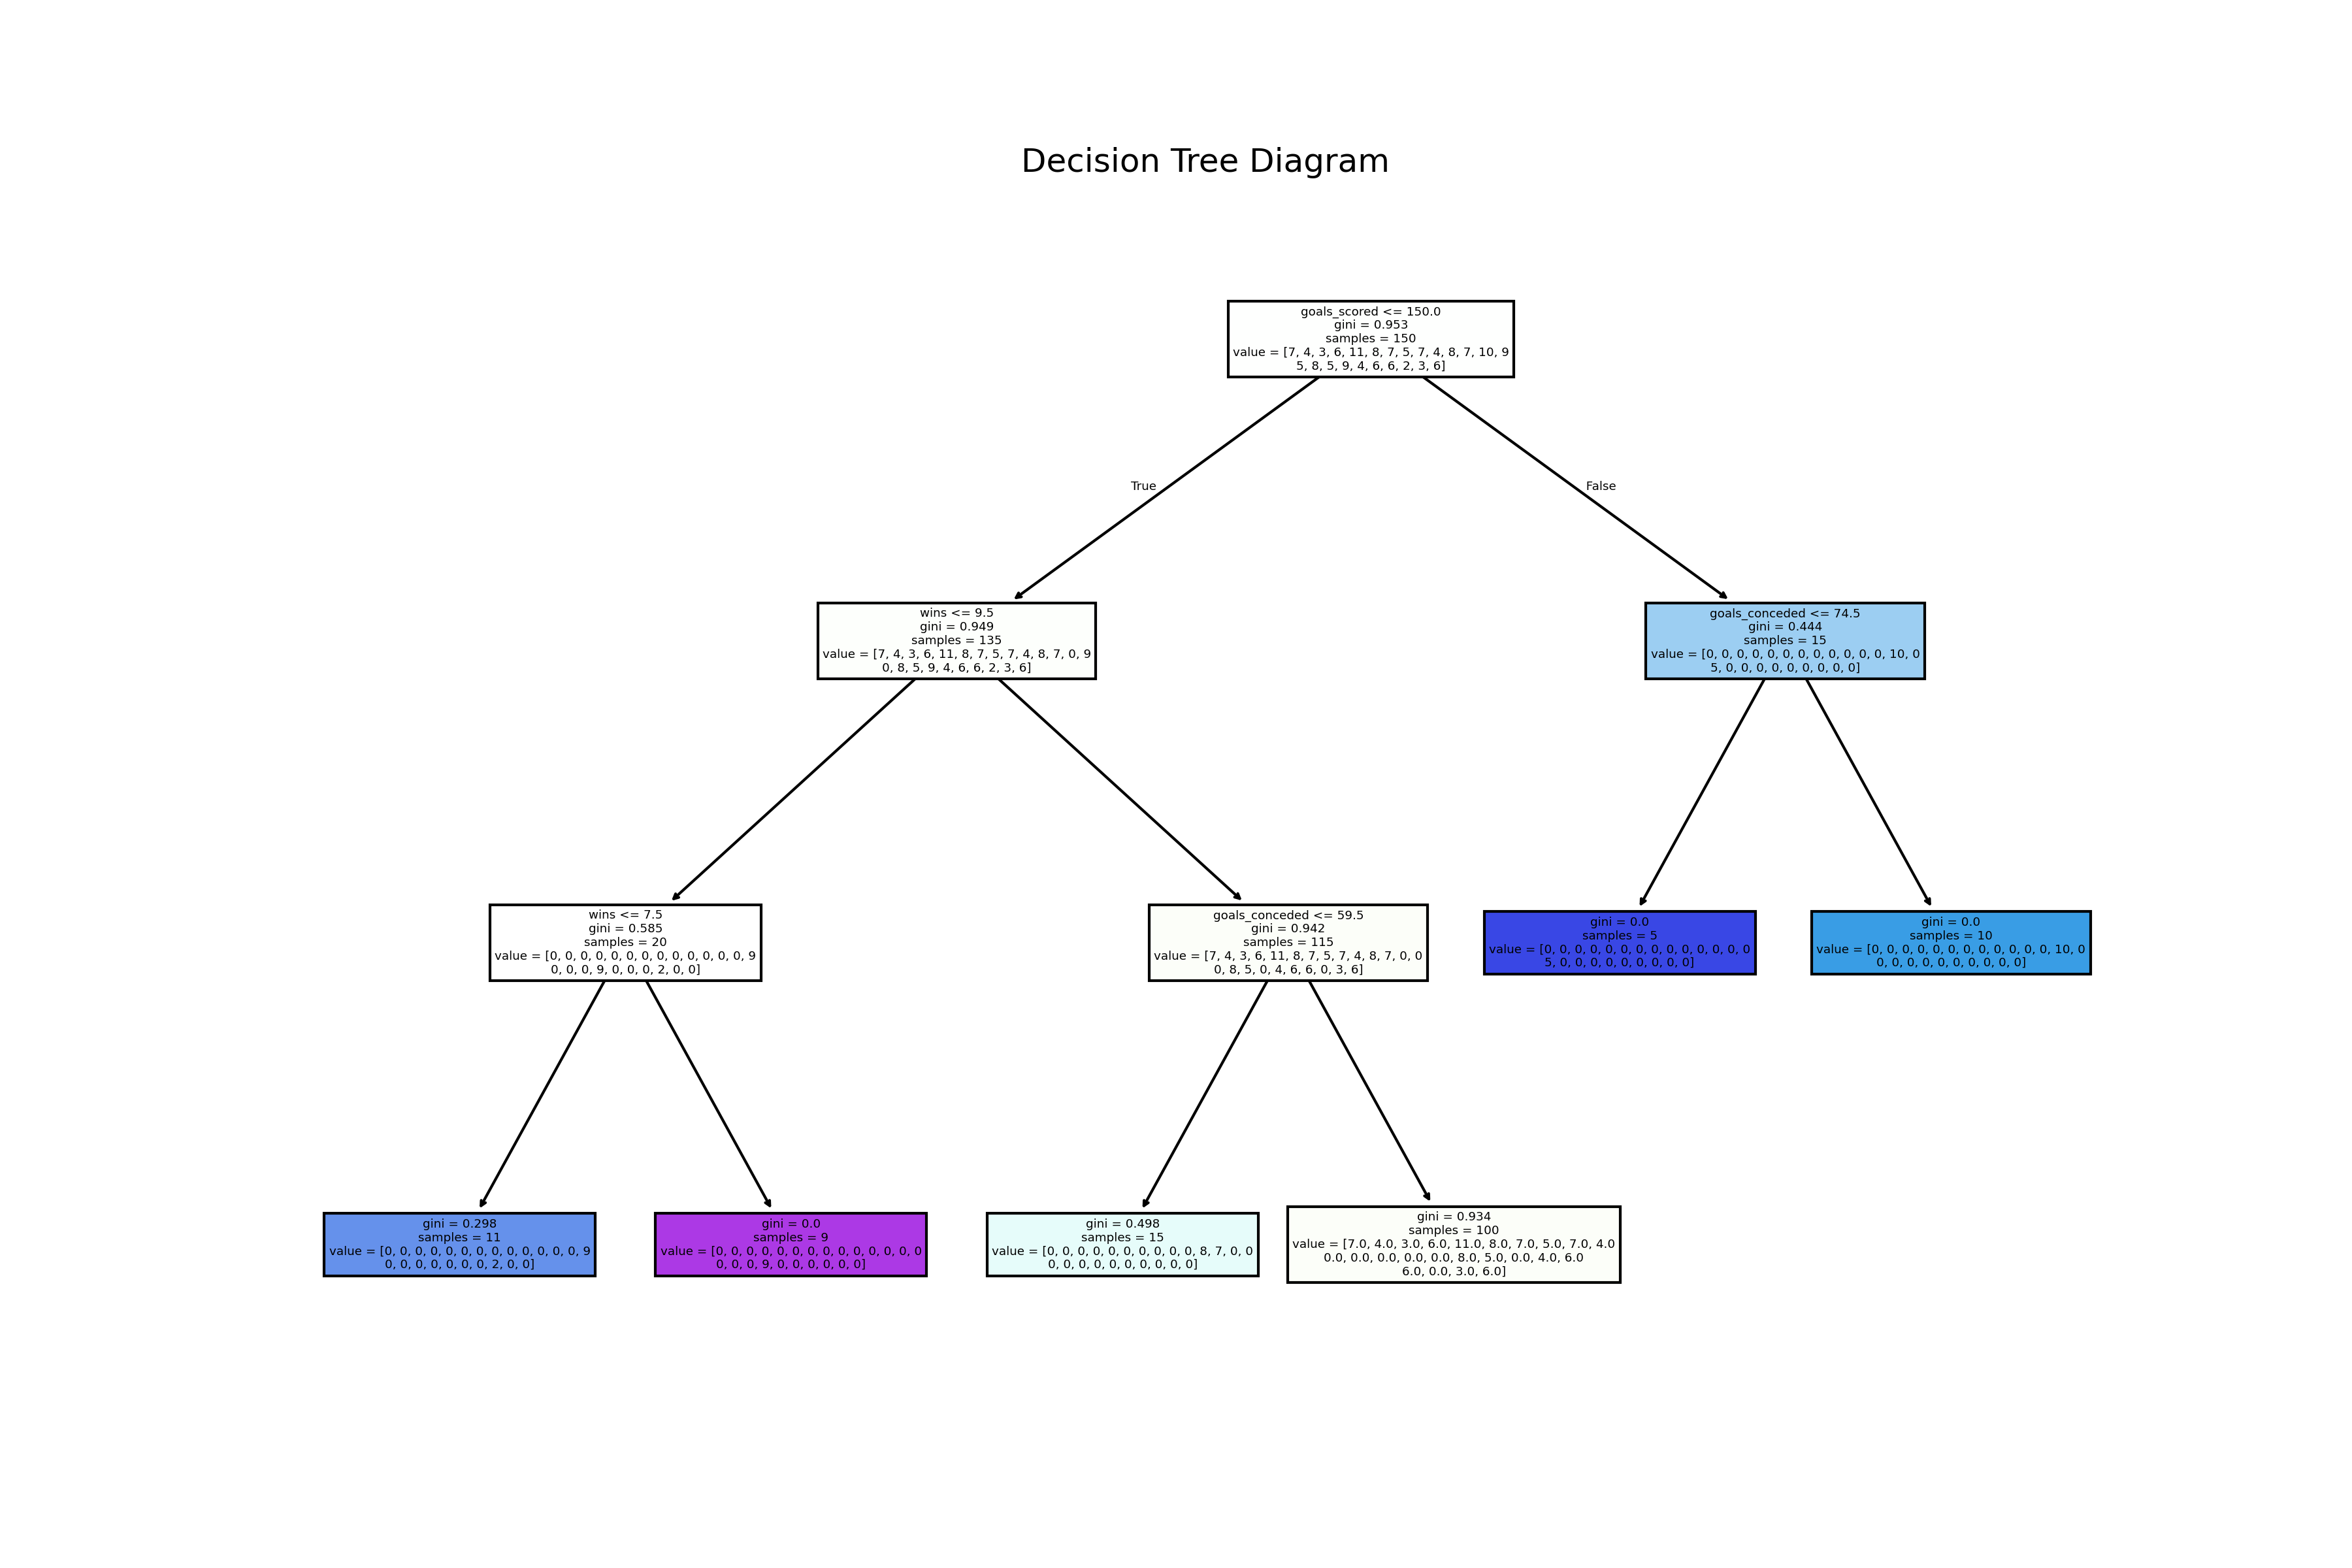 Decision Tree Diagram
goals_scored <= 150.0
gini = 0.953
samples = 150
value = [7, 4, 3, 6, 11, 8, 7, 5, 7, 4, 8, 7, 10, 9
5, 8, 5, 9, 4, 6, 6, 2, 3, 6]
True
False
wins <= 9.5
gini = 0.949
samples = 135
value = [7, 4, 3, 6, 11, 8, 7, 5, 7, 4, 8, 7, 0, 9
0, 8, 5, 9, 4, 6, 6, 2, 3, 6]
goals_conceded <= 74.5
gini = 0.444
samples = 15
value = [0, 0, 0, 0, 0, 0, 0, 0, 0, 0, 0, 0, 10, 0
5, 0, 0, 0, 0, 0, 0, 0, 0, 0]
wins <= 7.5
gini = 0.585
samples = 20
value = [0, 0, 0, 0, 0, 0, 0, 0, 0, 0, 0, 0, 0, 9
0, 0, 0, 9, 0, 0, 0, 2, 0, 0]
goals_conceded <= 59.5
gini = 0.942
samples = 115
value = [7, 4, 3, 6, 11, 8, 7, 5, 7, 4, 8, 7, 0, 0
0, 8, 5, 0, 4, 6, 6, 0, 3, 6]
gini = 0.0
samples = 5
value = [0, 0, 0, 0, 0, 0, 0, 0, 0, 0, 0, 0, 0, 0
5, 0, 0, 0, 0, 0, 0, 0, 0, 0]
gini = 0.0
samples = 10
value = [0, 0, 0, 0, 0, 0, 0, 0, 0, 0, 0, 0, 10, 0
0, 0, 0, 0, 0, 0, 0, 0, 0, 0]
gini = 0.298
samples = 11
value = [0, 0, 0, 0, 0, 0, 0, 0, 0, 0, 0, 0, 0, 9
0, 0, 0, 0, 0, 0, 0, 2, 0, 0]
gini = 0.0
samples = 9
value = [0, 0, 0, 0, 0, 0, 0, 0, 0, 0, 0, 0, 0, 0
0, 0, 0, 9, 0, 0, 0, 0, 0, 0]
gini = 0.498
samples = 15
value = [0, 0, 0, 0, 0, 0, 0, 0, 0, 0, 8, 7, 0, 0
0, 0, 0, 0, 0, 0, 0, 0, 0, 0]
gini = 0.934
samples = 100
value = [7.0, 4.0, 3.0, 6.0, 11.0, 8.0, 7.0, 5.0, 7.0, 4.0
0.0, 0.0, 0.0, 0.0, 0.0, 8.0, 5.0, 0.0, 4.0, 6.0
6.0, 0.0, 3.0, 6.0]